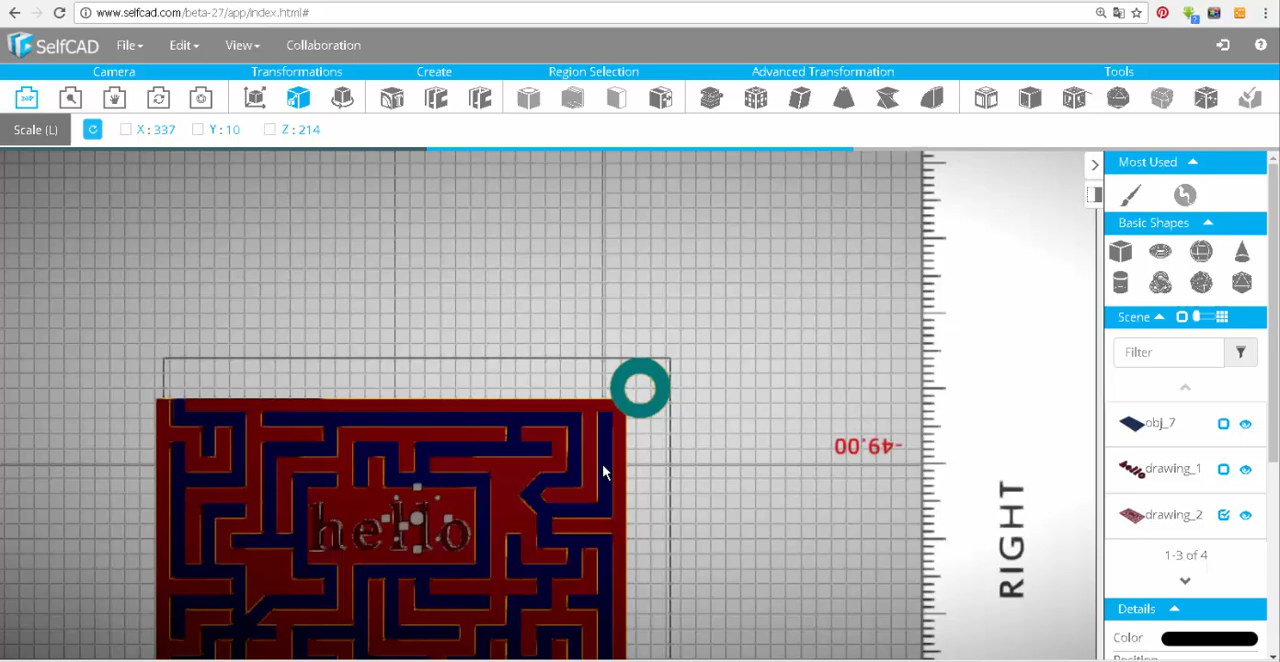 www.selfcad.com/beta-27/app/index.html#
SelfCAD File Edit View Collaboration
Camera Transformations Create Region Selection Advanced Transformation Tools
360°
Scale (L) X : 337 Y : 10 Z : 214
Most Used
Basic Shapes
Scene
Filter
obj_7
drawing_1
drawing_2
1-3 of 4
Details
Color
Position
-49.00
RIGHT
hello